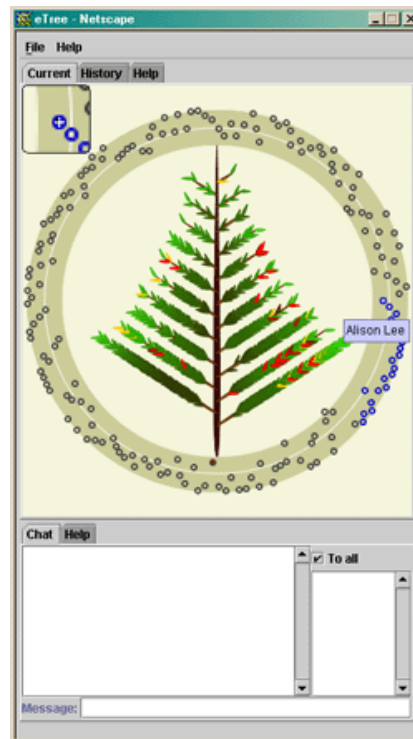 eTree - Netscape
File Help
Current History Help
Alison Lee
Chat Help
To all
Message: